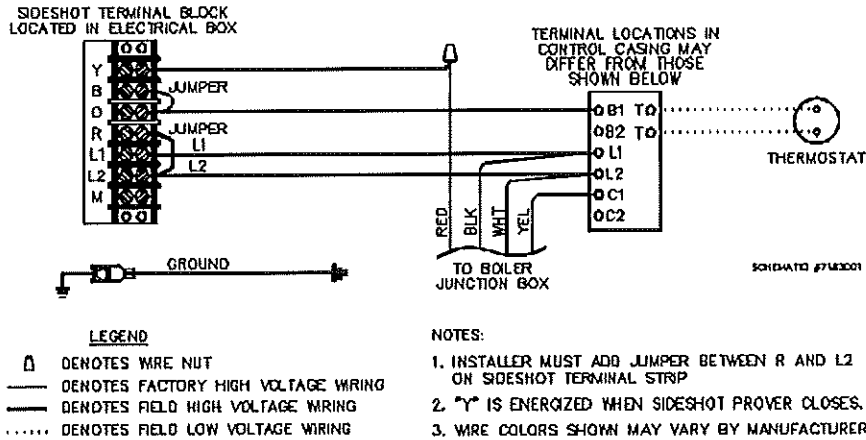 SIDESHOT TERMINAL BLOCK
LOCATED IN ELECTRICAL BOX
TERMINAL LOCATIONS IN
CONTROL CASING MAY
DIFFER FROM THOSE
SHOWN BELOW
Y
B
O
R
L1
L2
M
JUMPER
JUMPER
L1
L2
B1 T
B2 T
L1
L2
C1
C2
THERMOSTAT
RED
BLK
WHT
YEL
TO BOILER
JUNCTION BOX
GROUND
LEGEND
DENOTES WIRE NUT
DENOTES FACTORY HIGH VOLTAGE WIRING
DENOTES FIELD HIGH VOLTAGE WIRING
DENOTES FIELD LOW VOLTAGE WIRING
NOTES:
1. INSTALLER MUST ADD JUMPER BETWEEN R AND L2
ON SIDESHOT TERMINAL STRIP
2. "Y" IS ENERGIZED WHEN SIDESHOT PROVER CLOSES.
3. WIRE COLORS SHOWN MAY VARY BY MANUFACTURER
SCHEMATIC